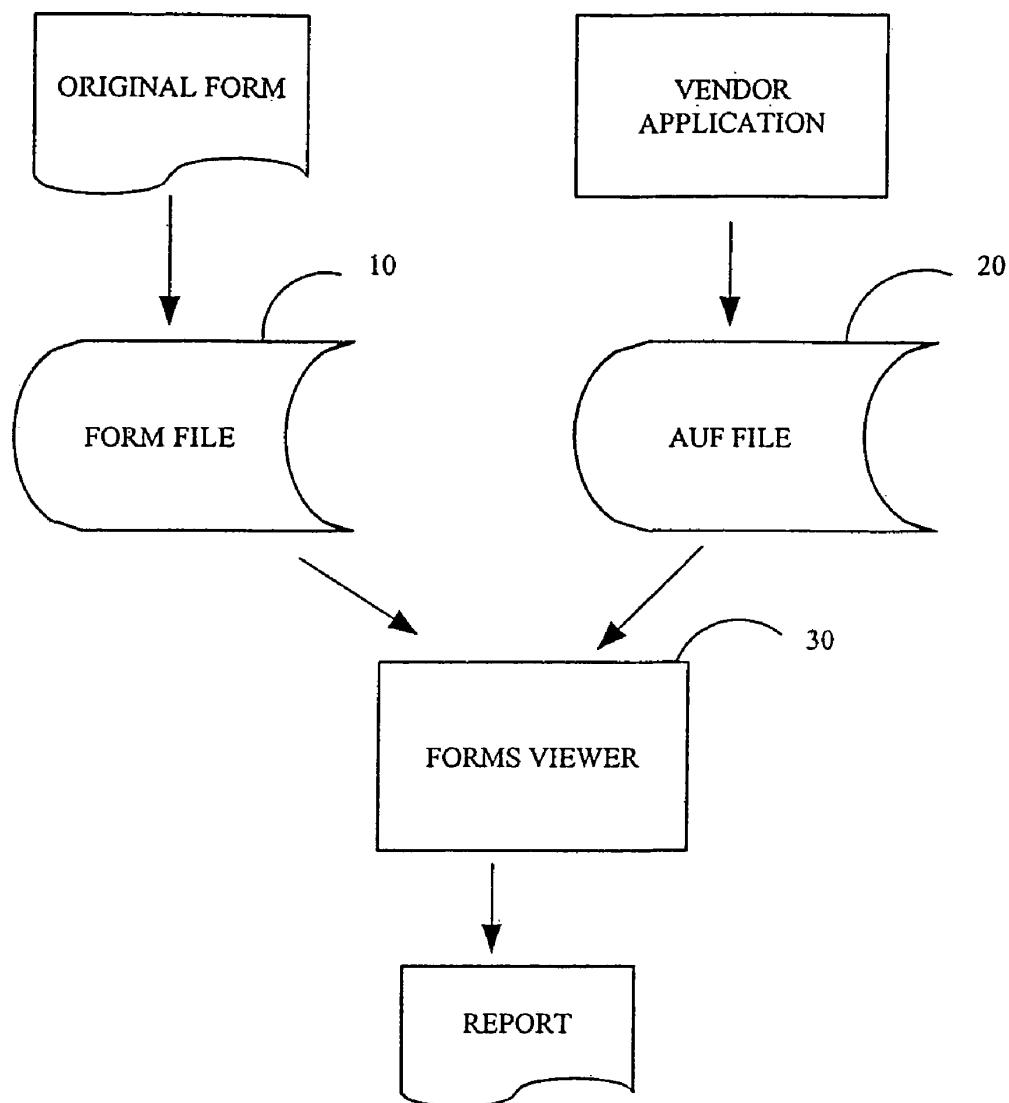 ORIGINAL FORM
VENDOR
APPLICATION
10
20
FORM FILE
AUF FILE
30
FORMS VIEWER
REPORT